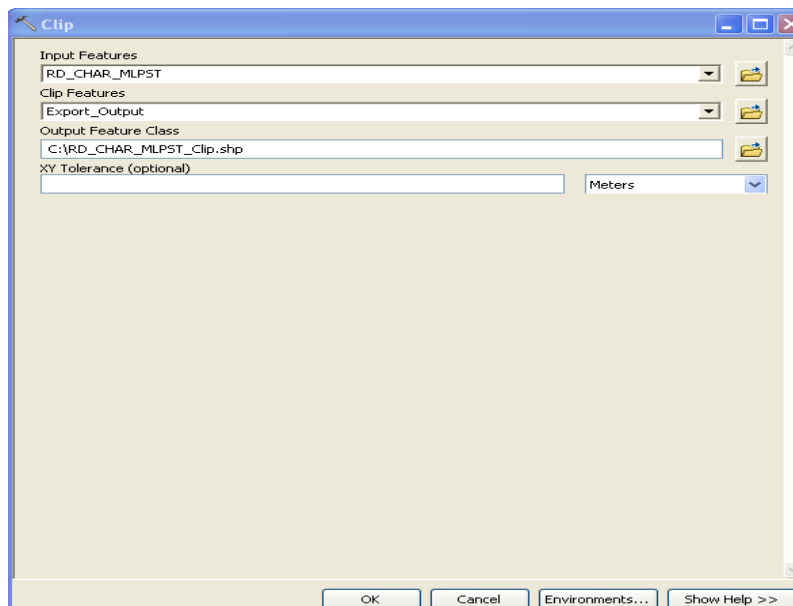 Clip
Input Features
RD_CHAR_MLPST
Clip Features
Export_Output
Output Feature Class
C:\RD_CHAR_MLPST_Clip.shp
XY Tolerance (optional)
Meters
OK Cancel Environments... Show Help >>